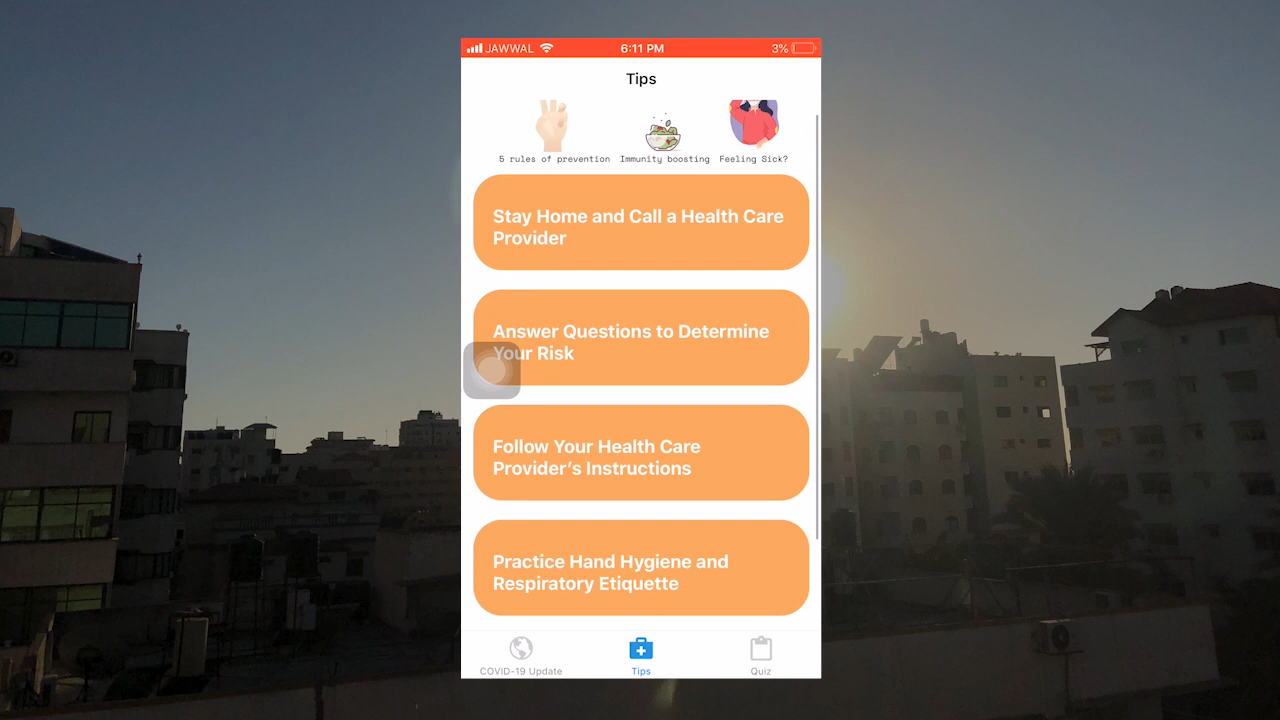 JAWWAL 6:11 PM 3%
Tips
5 rules of prevention Immunity boosting Feeling Sick?
Stay Home and Call a Health Care
Provider
Answer Questions to Determine
Your Risk
Follow Your Health Care
Provider’s Instructions
Practice Hand Hygiene and
Respiratory Etiquette
COVID-19 Update Tips Quiz